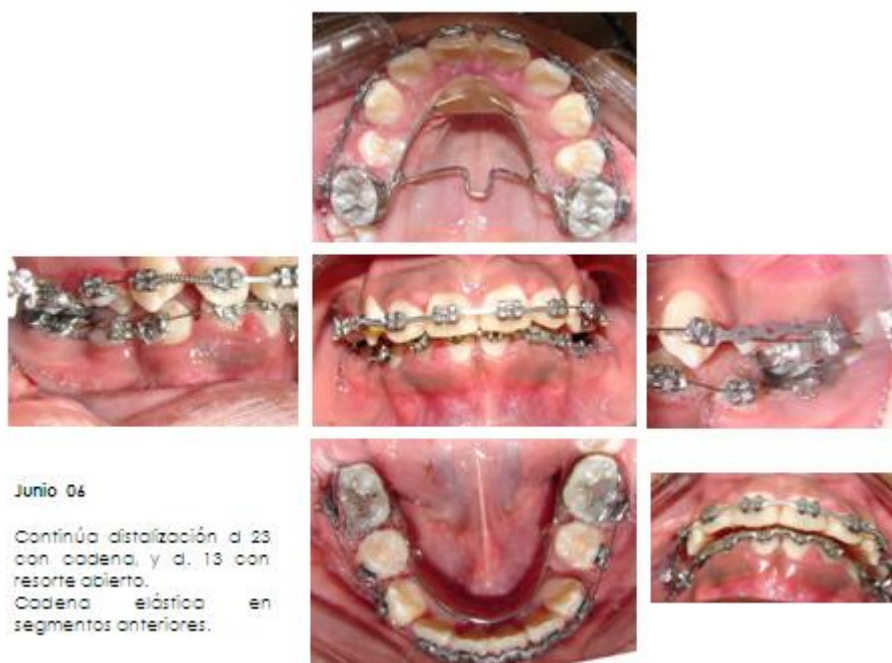 Junio 06
Continúa distalización d 23
con cadena, y d. 13 con
resorte abierto.
Cadena elástica en
segmentos anteriores.